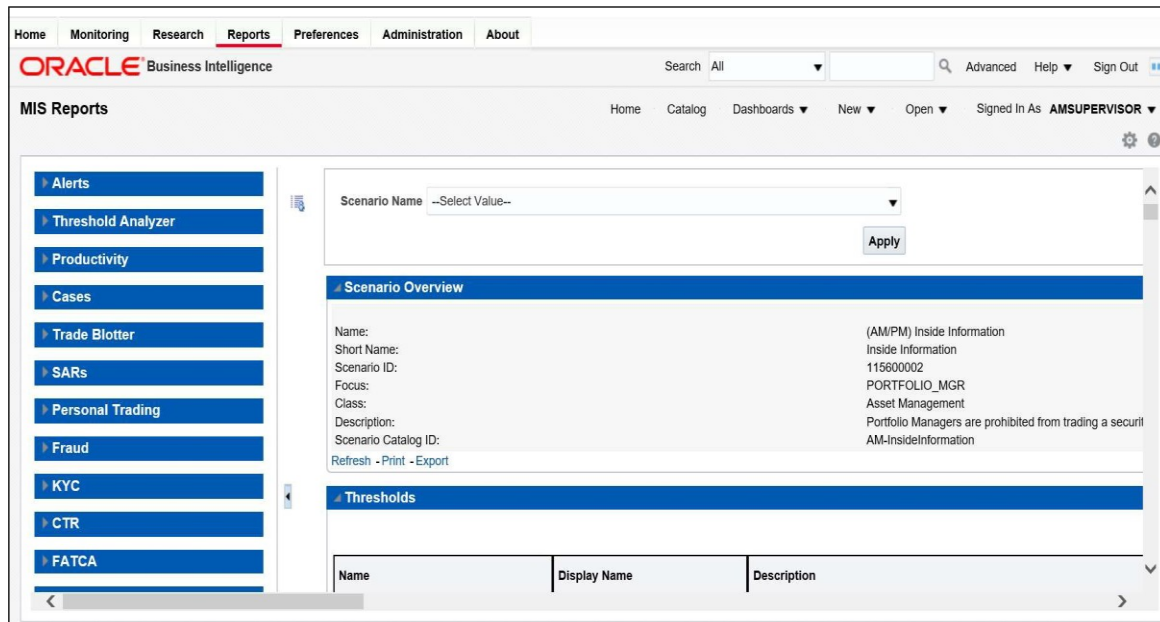 Home Monitoring Research Reports Preferences Administration About
ORACLE Business Intelligence Search All Advanced Help Sign Out
MIS Reports Home Catalog Dashboards New Open Signed In As AMSUPERVISOR
Alerts
Threshold Analyzer
Productivity
Cases
Trade Blotter
SARs
Personal Trading
Fraud
KYC
CTR
FATCA
Scenario Name --Select Value--
Apply
Scenario Overview
Name: (AM/PM) Inside Information
Short Name: Inside Information
Scenario ID: 115600002
Focus: PORTFOLIO_MGR
Class: Asset Management
Description: Portfolio Managers are prohibited from trading a securit
Scenario Catalog ID: AM-InsideInformation
Refresh - Print - Export
Thresholds
Name Display Name Description